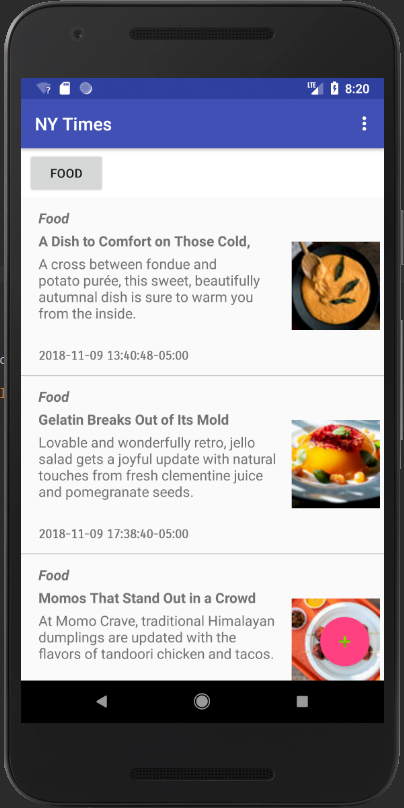 LTE 8:20
NY Times
FOOD
Food
A Dish to Comfort on Those Cold,
A cross between fondue and
potato purée, this sweet, beautifully
autumnal dish is sure to warm you
from the inside.
2018-11-09 13:40:48-05:00
Food
Gelatin Breaks Out of Its Mold
Lovable and wonderfully retro, jello
salad gets a joyful update with natural
touches from fresh clementine juice
and pomegranate seeds.
2018-11-09 17:38:40-05:00
Food
Momos That Stand Out in a Crowd
At Momo Crave, traditional Himalayan
dumplings are updated with the
flavors of tandoori chicken and tacos.